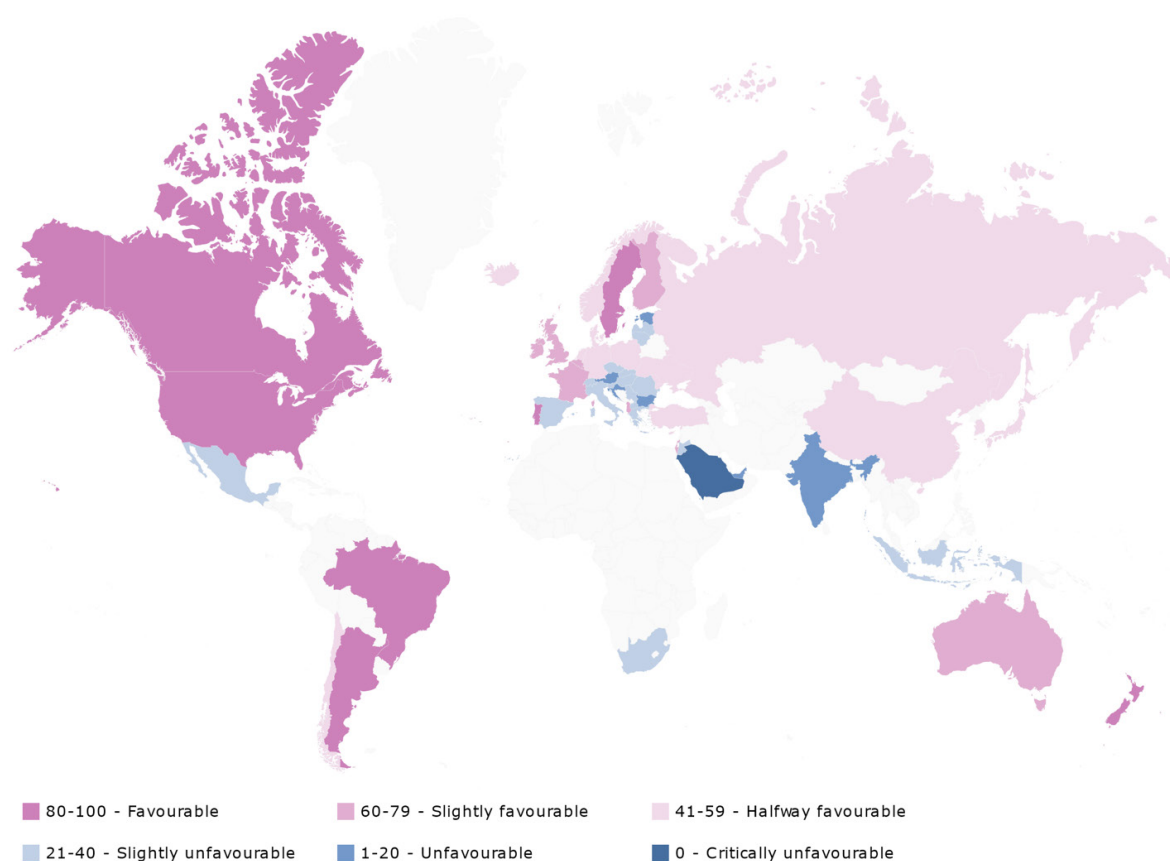 80-100 - Favourable
60-79 - Slightly favourable
41-59 - Halfway favourable
21-40 - Slightly unfavourable
1-20 - Unfavourable
0 - Critically unfavourable